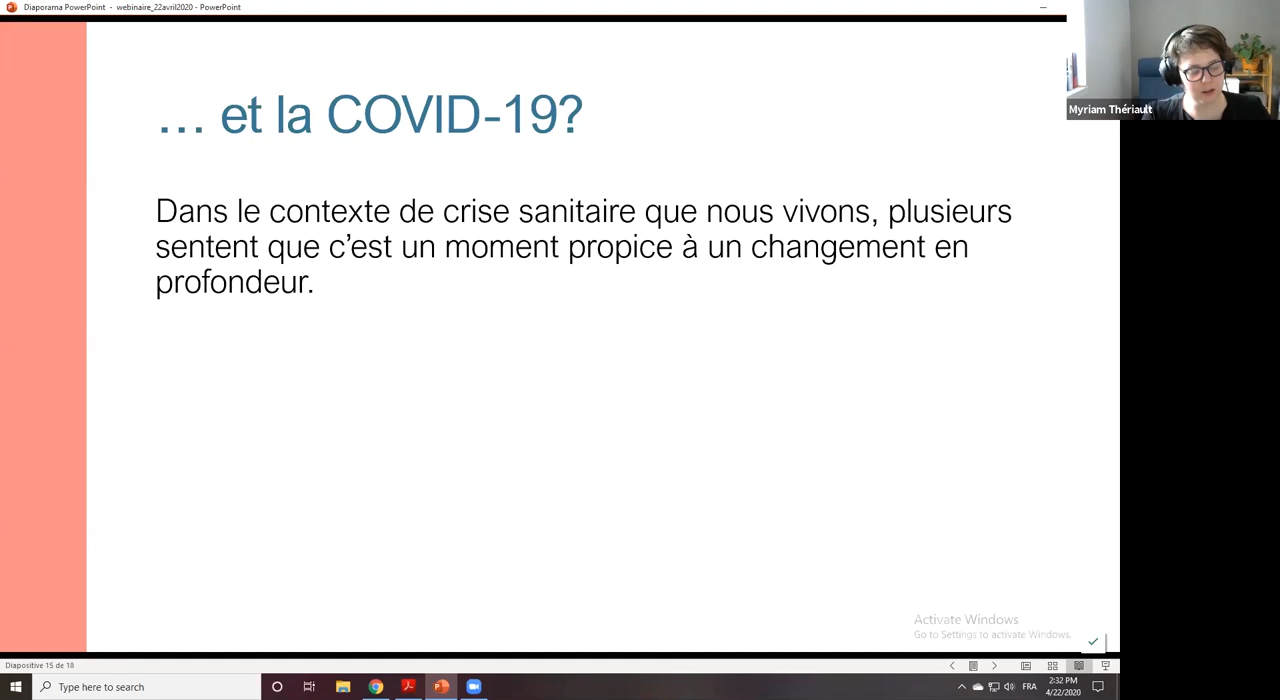 Diaporama PowerPoint - webinaire_22avril2020 - PowerPoint
Myriam Thériault
… et la COVID-19?
Dans le contexte de crise sanitaire que nous vivons, plusieurs
sentent que c’est un moment propice à un changement en
profondeur.
Activate Windows
Go to Settings to activate Windows.
Diapositive 15 de 18
Type here to search
FRA
2:32 PM
4/22/2020